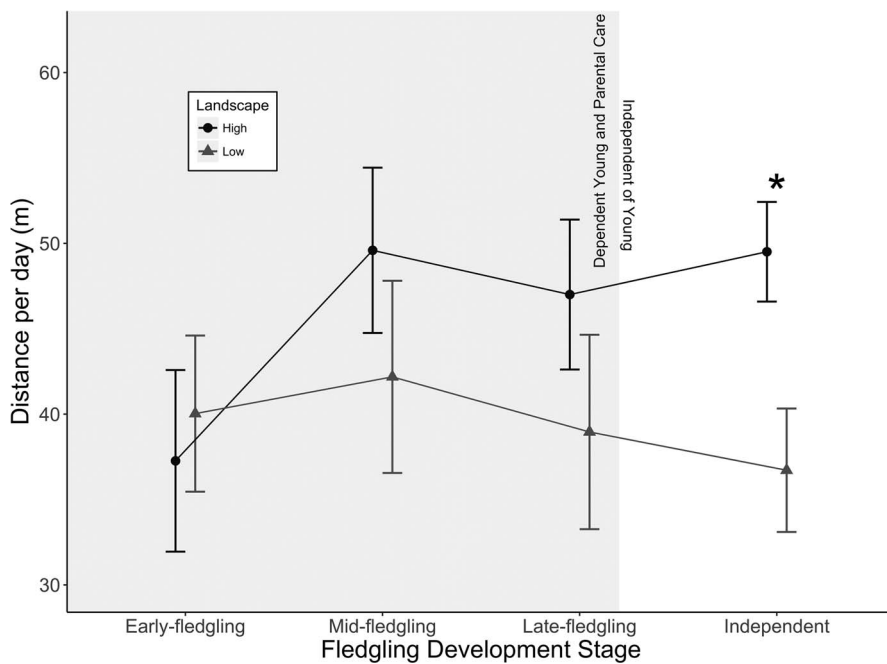 60
50
40
30
Distance per day (m)
Landscape
High
Low
Dependent Young and Parental Care
Independent of Young
*
Early-fledgling
Mid-fledgling
Late-fledgling
Independent
Fledgling Development Stage